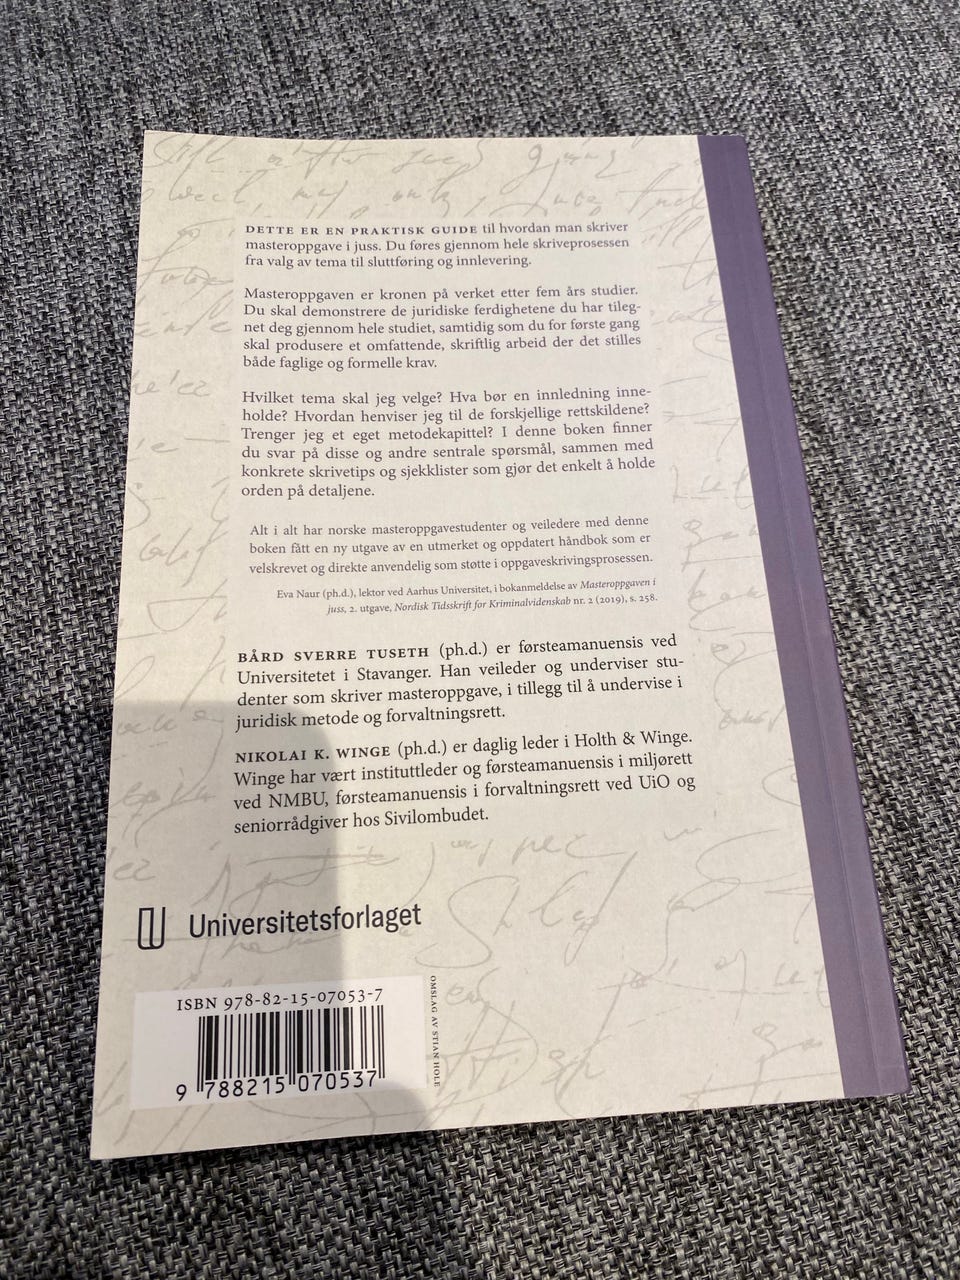 DETTE ER EN PRAKTISK GUIDE til hvordan man skriver
masteroppgave i juss. Du føres gjennom hele skriveprosessen
fra valg av tema til sluttføring og innlevering.
Masteroppgaven er kronen på verket etter fem års studier.
Du skal demonstrere de juridiske ferdighetene du har tileg-
net deg gjennom hele studiet, samtidig som du for første gang
skal produsere et omfattende, skriftlig arbeid der det stilles
både faglige og formelle krav.
Hvilket tema skal jeg velge? Hva bør en innledning inne-
holde? Hvordan henviser jeg til de forskjellige rettskildene?
Trenger jeg et eget metodekapittel? I denne boken finner
du svar på disse og andre sentrale spørsmål, sammen med
konkrete skrivetips og sjekklister som gjør det enkelt å holde
orden på detaljene.
Alt i alt har norske masteroppgavestudenter og veiledere med denne
boken fått en ny utgave av en utmerket og oppdatert håndbok som er
velskrevet og direkte anvendelig som støtte i oppgaveskrivingsprosessen.
Eva Naur (ph.d.), lektor ved Aarhus Universitet, i bokanmeldelse av Masteroppgaven i
juss, 2. utgave, Nordisk Tidsskrift for Kriminalvidenskab nr. 2 (2019), s. 258.
BÅRD SVERRE TUSETH (ph.d.) er førsteamanuensis ved
Universitetet i Stavanger. Han veileder og underviser stu-
denter som skriver masteroppgave, i tillegg til å undervise i
juridisk metode og forvaltningsrett.
NIKOLAI K. WINGE (ph.d.) er daglig leder i Holth & Winge.
Winge har vært instituttleder og førsteamanuensis i miljørett
ved NMBU, førsteamanuensis i forvaltningsrett ved UiO og
seniorrådgiver hos Sivilombudet.
Universitetsforlaget
ISBN 978-82-15-07053-7
9 788215 070537
OMSLAG AV STIAN HOLE